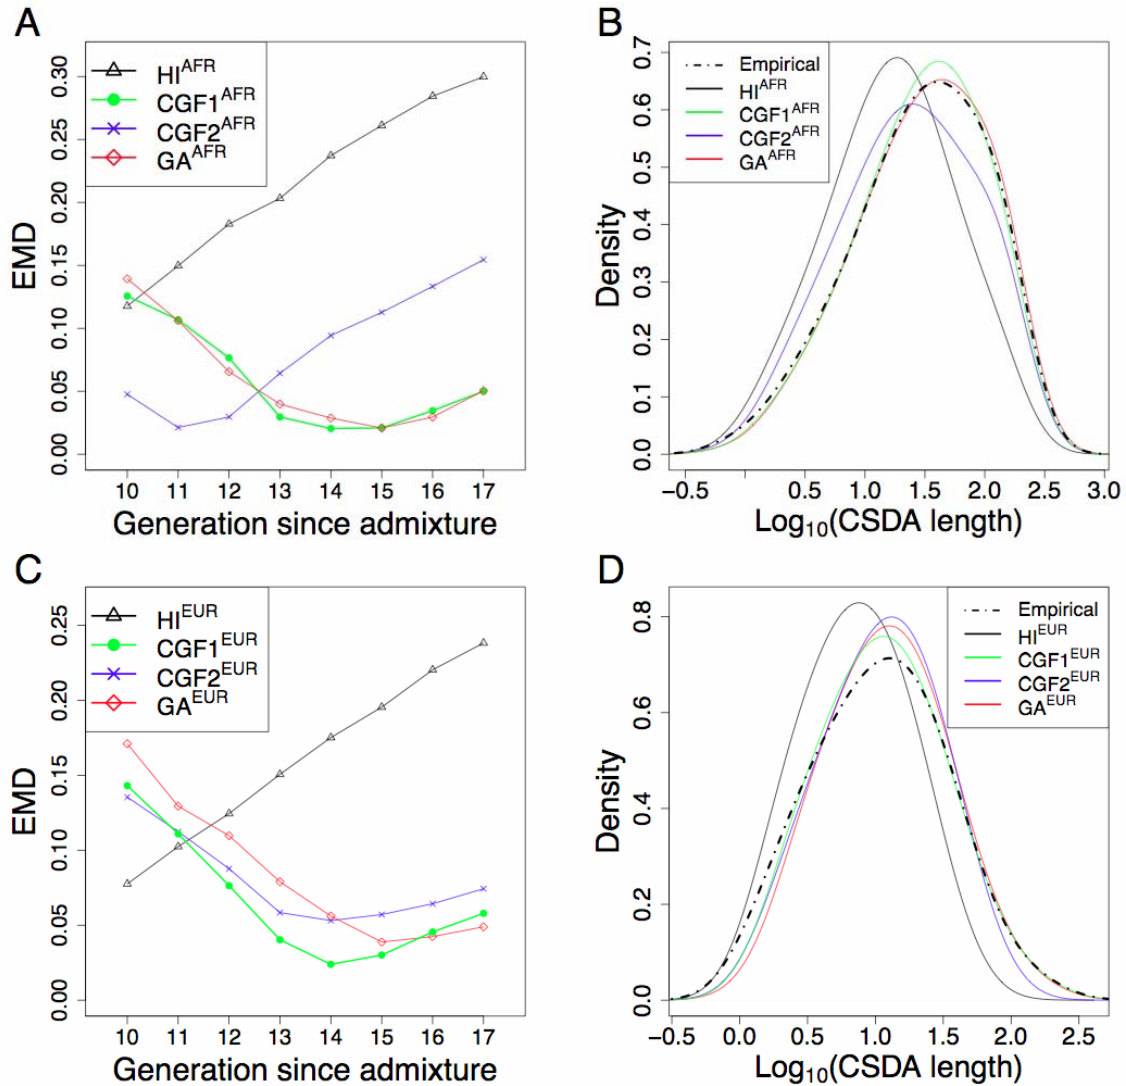 A
HI^AFR
CGF1^AFR
CGF2^AFR
GA^AFR
EMD
0.30
0.25
0.20
0.15
0.10
0.05
0.00
10 11 12 13 14 15 16 17
Generation since admixture
B
Empirical
HI^AFR
CGF1^AFR
CGF2^AFR
GA^AFR
Density
0.7
0.6
0.5
0.4
0.3
0.2
0.1
0.0
−0.5 0.5 1.0 1.5 2.0 2.5 3.0
Log₁₀(CSDA length)
C
HI^EUR
CGF1^EUR
CGF2^EUR
GA^EUR
EMD
0.25
0.20
0.15
0.10
0.05
0.00
10 11 12 13 14 15 16 17
Generation since admixture
D
Empirical
HI^EUR
CGF1^EUR
CGF2^EUR
GA^EUR
Density
0.8
0.6
0.4
0.2
0.0
−0.5 0.0 0.5 1.0 1.5 2.0 2.5
Log₁₀(CSDA length)